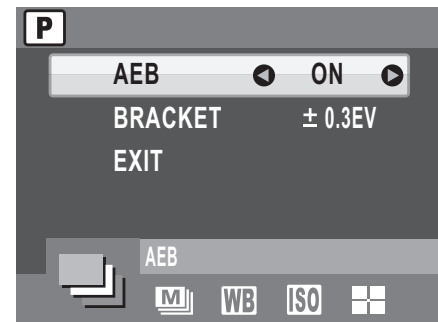 P
AEB ON
BRACKET ± 0.3EV
EXIT
AEB
M WB ISO